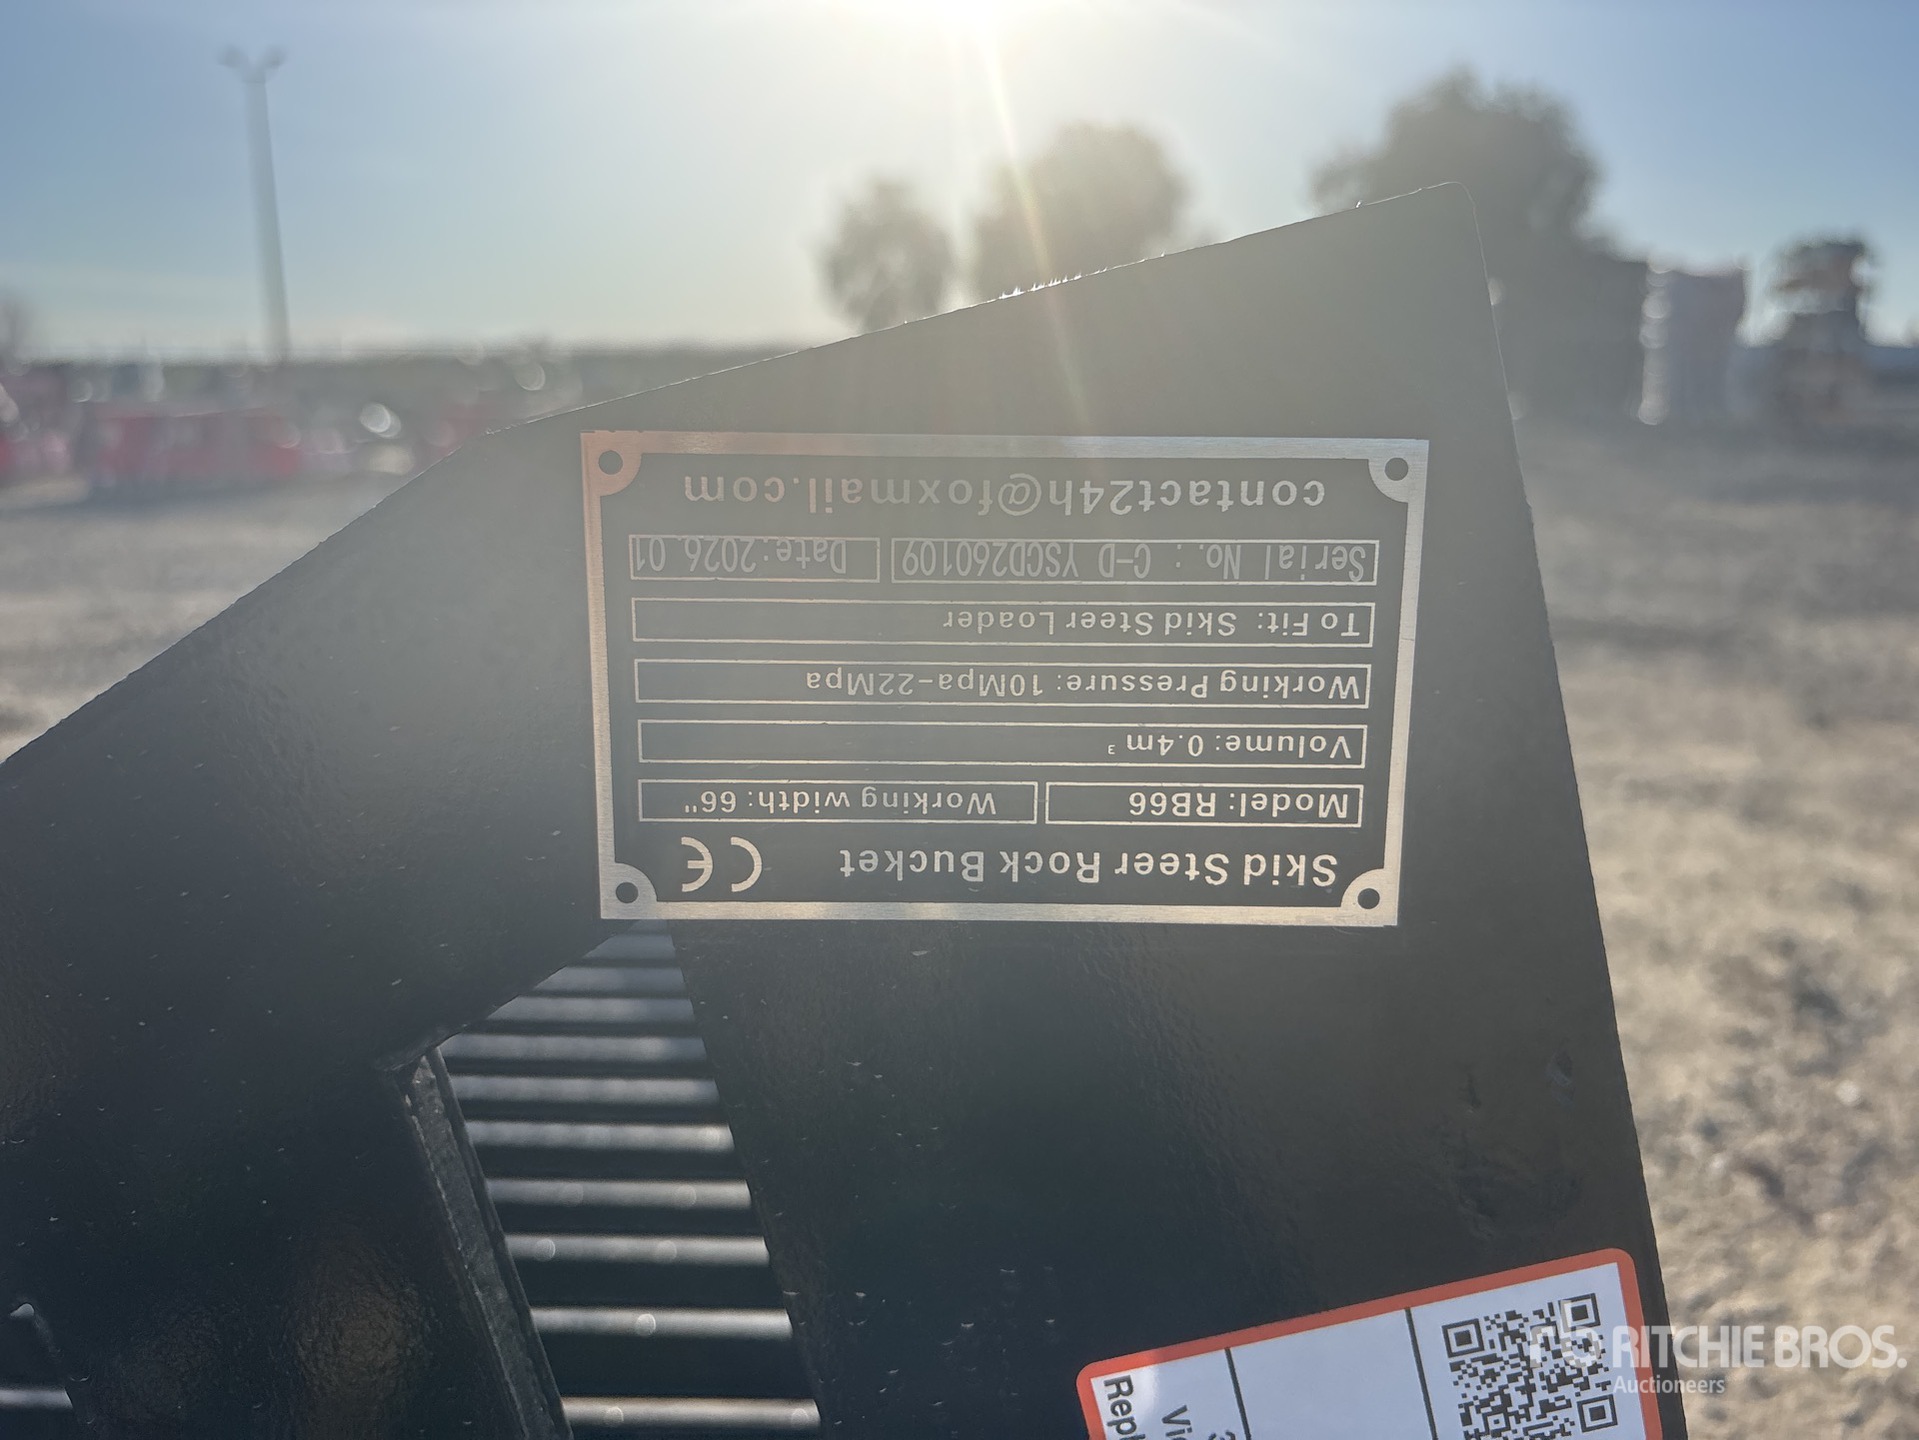 Skid Steer Rock Bucket CE
Model: RB66 Working width: 66"
Volume: 0.4m³
Working Pressure: 10Mpa-22Mpa
To Fit: Skid Steer Loader
Serial No.: C-D YSCD260109 Date:2026.01
contact24h@foxmail.com
RITCHIE BROS.
Auctioneers